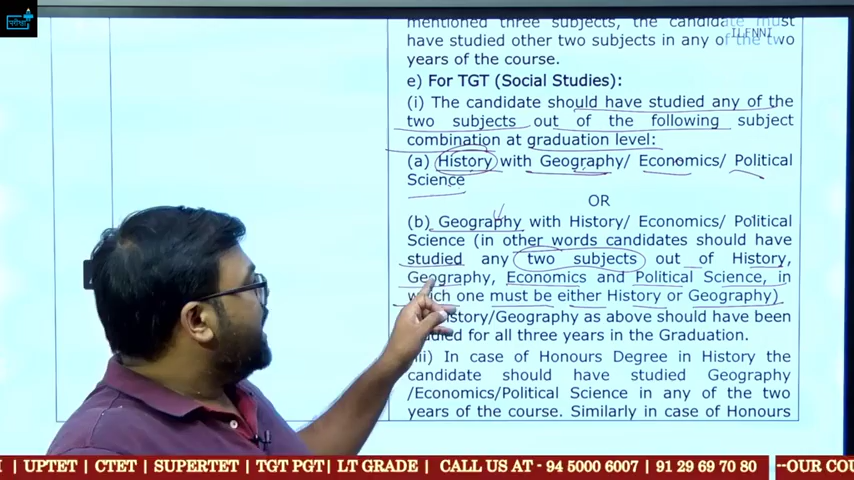 परीक्षा
mentioned three subjects, the candidate must
have studied other two subjects in any of the two
ILENNI
years of the course.
e) For TGT (Social Studies):
(i) The candidate should have studied any of the
two subjects out of the following subject
combination at graduation level:
(a) History with Geography/ Economics/ Political
Science
OR
(b) Geography with History/ Economics/ Political
Science (in other words candidates should have
studied any two subjects out of History,
Geography, Economics and Political Science, in
which one must be either History or Geography)
History/Geography as above should have been
studied for all three years in the Graduation.
iii) In case of Honours Degree in History the
candidate should have studied Geography
/Economics/Political Science in any of the two
years of the course. Similarly in case of Honours
| UPTET | CTET | SUPERTET | TGT PGT| LT GRADE | CALL US AT - 94 5000 6007 | 91 29 69 70 80 --OUR COU